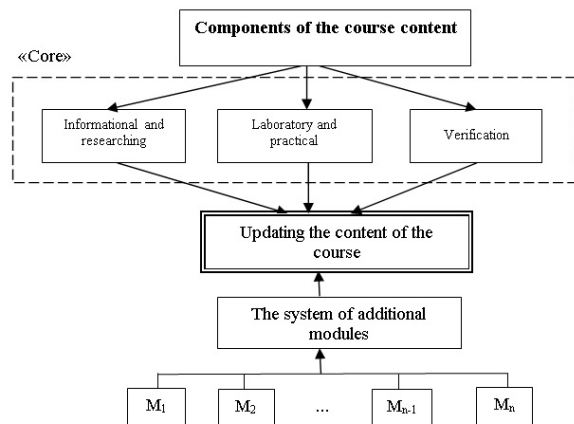 Components of the course content
«Core»
Informational and
researching
Laboratory and
practical
Verification
Updating the content of the
course
The system of additional
modules
M1
M2
...
Mn-1
Mn